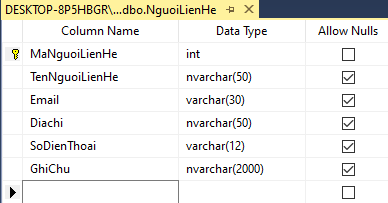 DESKTOP-8P5HBGR\...dbo.NguoiLienHe
Column Name Data Type Allow Nulls
MaNguoiLienHe int
TenNguoiLienHe nvarchar(50)
Email varchar(30)
Diachi nvarchar(50)
SoDienThoai varchar(12)
GhiChu nvarchar(2000)